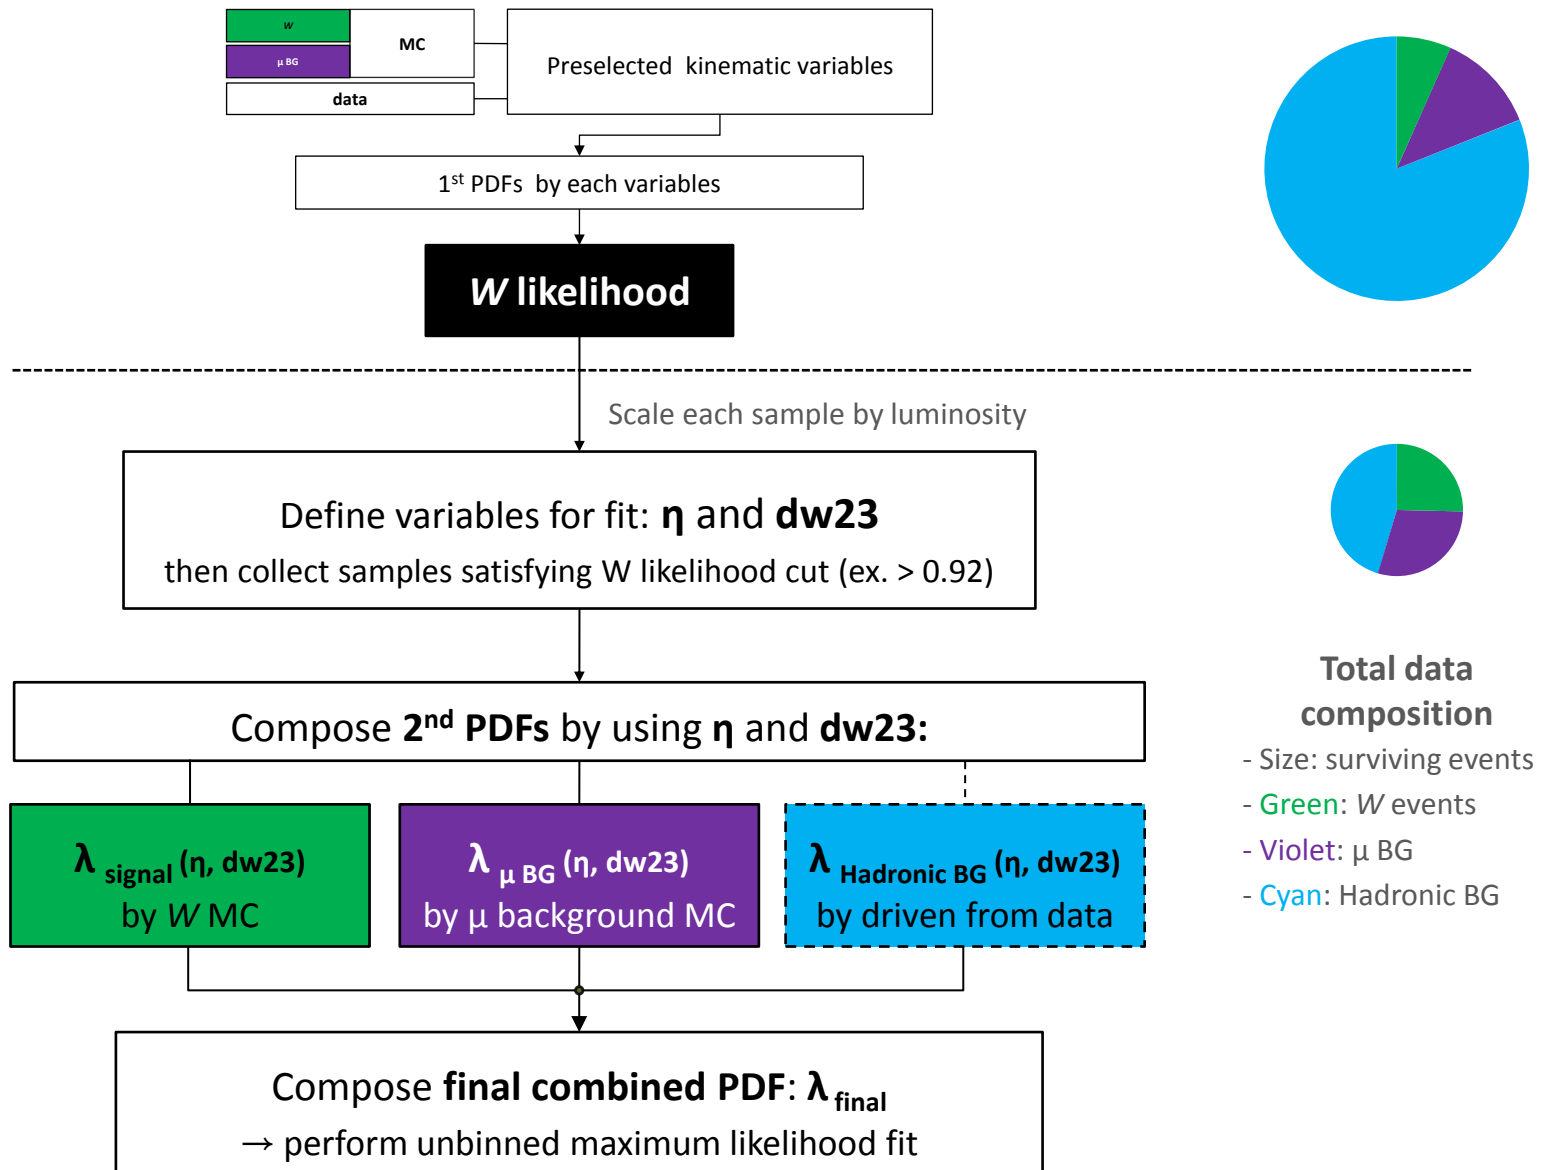 W
μ BG
MC
data
Preselected kinematic variables
1st PDFs by each variables
W likelihood
Scale each sample by luminosity
Define variables for fit: η and dw23
then collect samples satisfying W likelihood cut (ex. > 0.92)
Compose 2nd PDFs by using η and dw23:
λ signal (η, dw23)
by W MC
λ μ BG (η, dw23)
by μ background MC
λ Hadronic BG (η, dw23)
by driven from data
Compose final combined PDF: λ final
→ perform unbinned maximum likelihood fit
Total data
composition
- Size: surviving events
- Green: W events
- Violet: μ BG
- Cyan: Hadronic BG